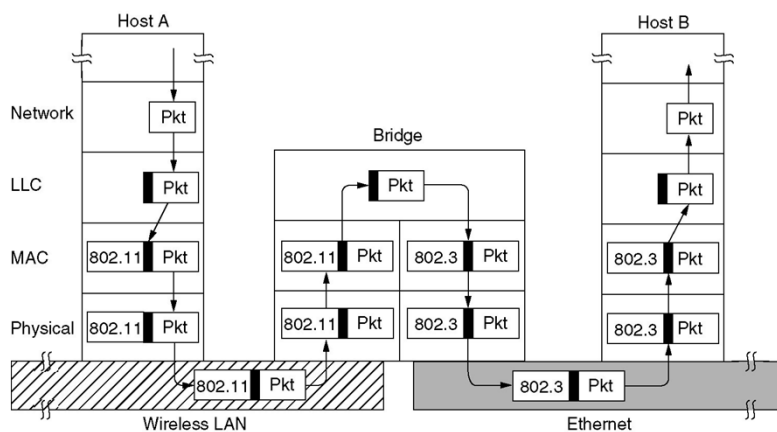 Host A
Host B
Network
Pkt
Pkt
Bridge
LLC
Pkt
Pkt
Pkt
MAC
802.11 Pkt
802.11 Pkt
802.3 Pkt
802.3 Pkt
Physical
802.11 Pkt
802.11 Pkt
802.3 Pkt
802.3 Pkt
802.11 Pkt
802.3 Pkt
Wireless LAN
Ethernet